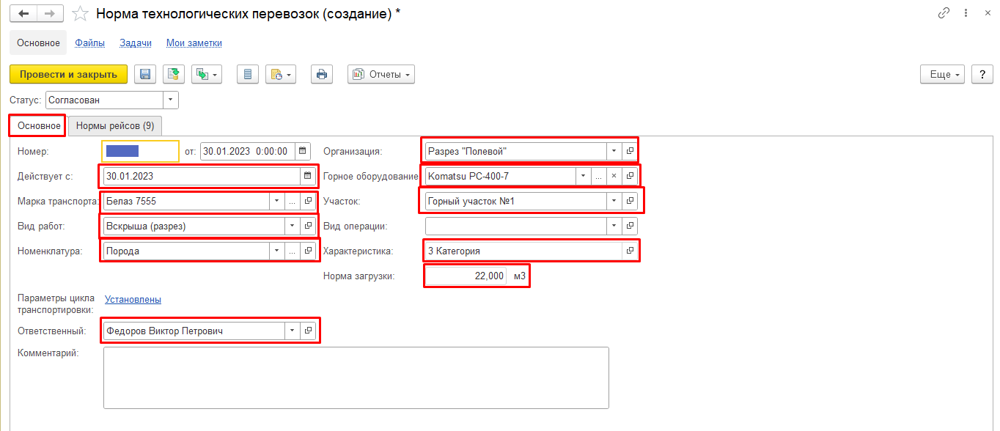 Норма технологических перевозок (создание) *
Основное Файлы Задачи Мои заметки
Провести и закрыть Отчеты Еще ?
Статус: Согласован
Основное Нормы рейсов (9)
Номер: от: 30.01.2023 0:00:00 Организация: Разрез "Полевой"
Действует с: 30.01.2023 Горное оборудование Komatsu PC-400-7
Марка транспорта: Белаз 7555 Участок: Горный участок №1
Вид работ: Вскрыша (разрез) Вид операции:
Номенклатура: Порода Характеристика: 3 Категория
Норма загрузки: 22,000 м3
Параметры цикла
транспортировки: Установлены
Ответственный: Федоров Виктор Петрович
Комментарий: